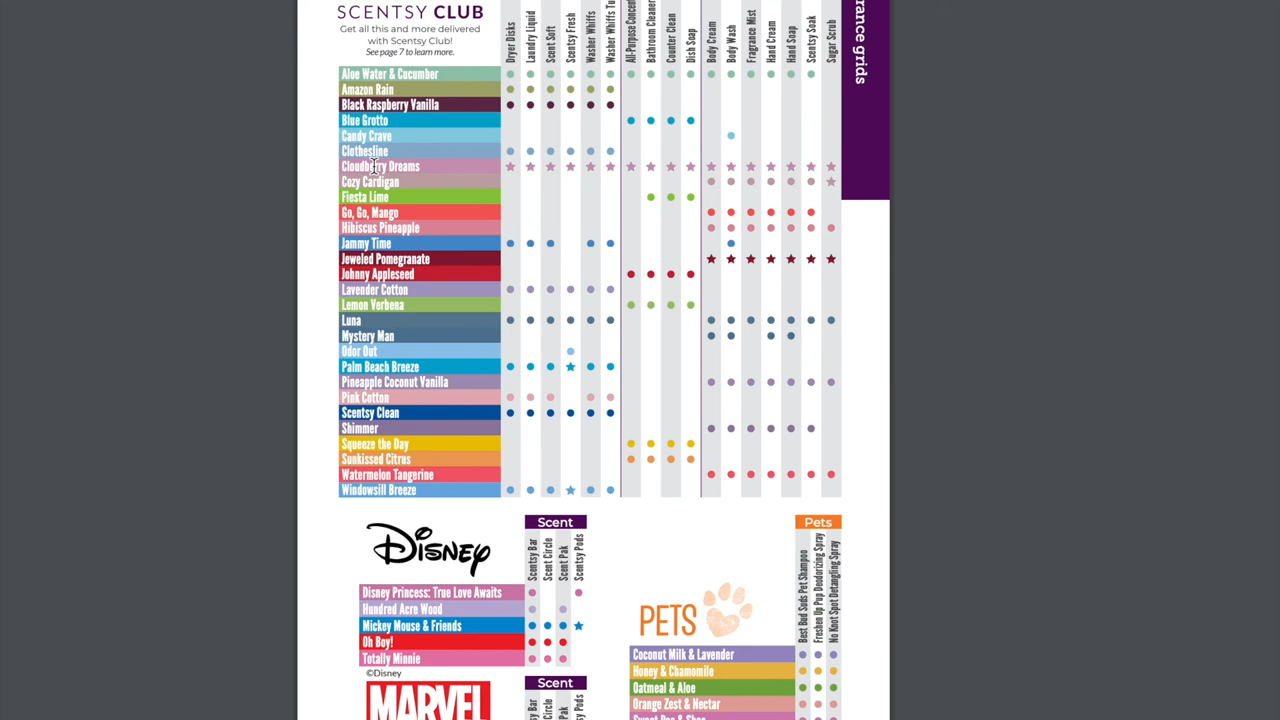 SCENTSY CLUB
Get all this and more delivered
with Scentsy Club!
See page 7 to learn more.
Dryer Disks
Laundry Liquid
Scent Soft
Scentsy Fresh
Washer Whiffs
Washer Whiffs
Bathroom Cleaner
Counter Clean
Dish Soap
Body Cream
Body Wash
Fragrance Mist
Hand Cream
Hand Soap
Scentsy Soak
Sugar Scrub
grids
Aloe Water & Cucumber
Amazon Rain
Black Raspberry Vanilla
Blue Grotto
Candy Crave
Clothesline
Cloudberry Dreams
Cozy Cardigan
Fiesta Lime
Go, Go, Mango
Hibiscus Pineapple
Jammy Time
Jeweled Pomegranate
Johnny Appleseed
Lavender Cotton
Lemon Verbena
Luna
Mystery Man
Odor Out
Palm Beach Breeze
Pineapple Coconut Vanilla
Pink Cotton
Scentsy Clean
Shimmer
Squeeze the Day
Sunkissed Citrus
Watermelon Tangerine
Windowsill Breeze
Disney
Scent
Scentsy Bar
Scent Circle
Scent Pak
Scentsy Pods
Disney Princess: True Love Awaits
Hundred Acre Wood
Mickey Mouse & Friends
Oh Boy!
Totally Minnie
©Disney
MARVEL
Scent
Scent Pak
PETS
Pets
Best Bud Suds Pet Shampoo
Freshen Up Pup Deodorizing Spray
No Knot Spot Detangling Spray
Coconut Milk & Lavender
Honey & Chamomile
Oatmeal & Aloe
Orange Zest & Nectar